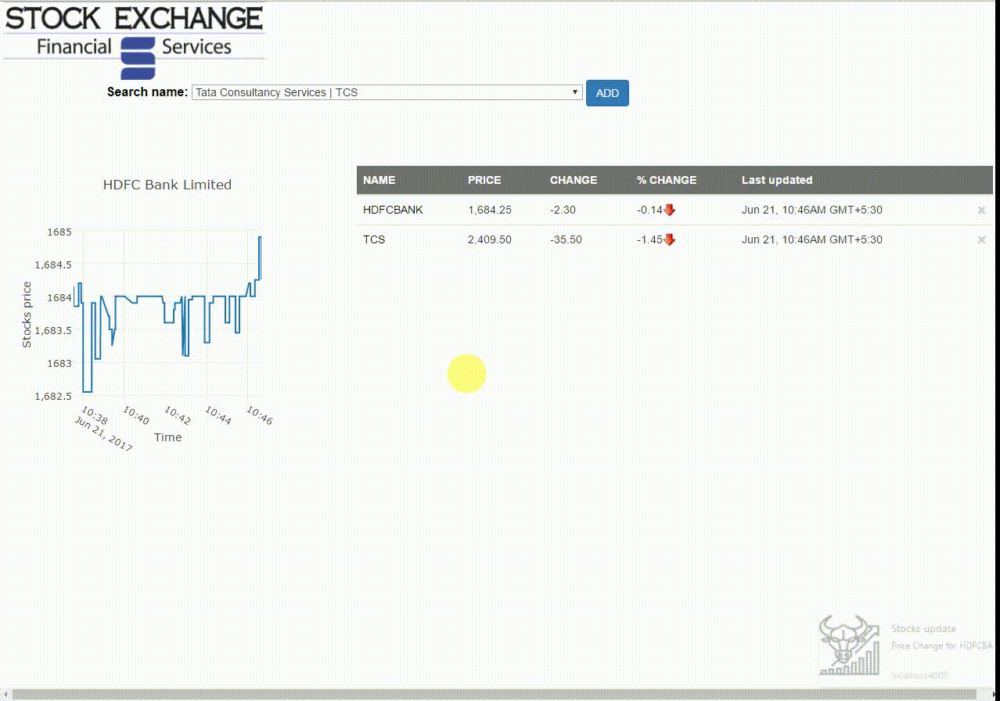 STOCK EXCHANGE
Financial Services
Search name: Tata Consultancy Services | TCS ADD
NAME PRICE CHANGE % CHANGE Last updated
HDFCBANK 1,684.25 -2.30 -0.14 Jun 21, 10:46AM GMT+5:30 ×
TCS 2,409.50 -35.50 -1.45 Jun 21, 10:46AM GMT+5:30 ×
HDFC Bank Limited
1685
1,684.5
1684
1,683.5
1683
1,682.5
Stocks price
10:38 10:40 10:42 10:44 10:46
Jun 21, 2017
Time
Stocks update
Price Change for HDFCBA
localhost:4000